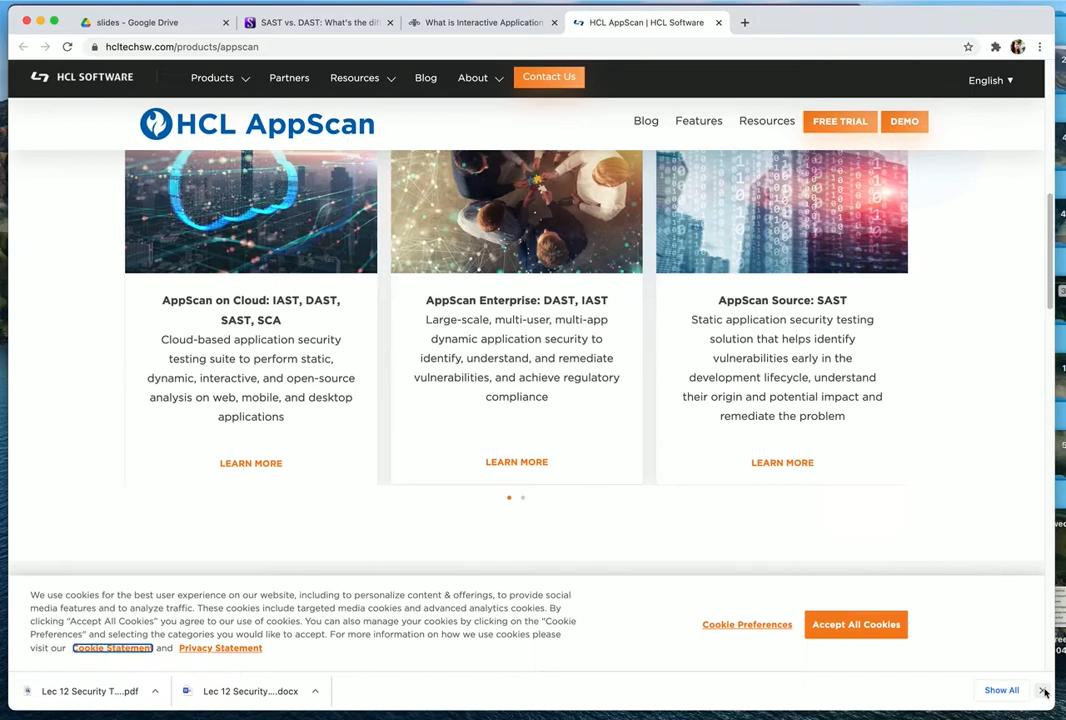 slides - Google Drive
SAST vs. DAST: What's the dif
What is Interactive Application
HCL AppScan | HCL Software
hcltechsw.com/products/appscan
HCL SOFTWARE
Products
Partners
Resources
Blog
About
Contact Us
English ▼
HCL AppScan
Blog
Features
Resources
FREE TRIAL
DEMO
AppScan on Cloud: IAST, DAST,
SAST, SCA
Cloud-based application security
testing suite to perform static,
dynamic, interactive, and open-source
analysis on web, mobile, and desktop
applications
LEARN MORE
AppScan Enterprise: DAST, IAST
Large-scale, multi-user, multi-app
dynamic application security to
identify, understand, and remediate
vulnerabilities, and achieve regulatory
compliance
LEARN MORE
AppScan Source: SAST
Static application security testing
solution that helps identify
vulnerabilities early in the
development lifecycle, understand
their origin and potential impact and
remediate the problem
LEARN MORE
We use cookies for the best user experience on our website, including to personalize content & offerings, to provide social
media features and to analyze traffic. These cookies include targeted media cookies and advanced analytics cookies. By
clicking "Accept All Cookies" you agree to our use of cookies. You can also manage your cookies by clicking on the "Cookie
Preferences" and selecting the categories you would like to accept. For more information on how we use cookies please
visit our Cookie Statement and Privacy Statement
Cookie Preferences
Accept All Cookies
Lec 12 Security T....pdf
Lec 12 Security....docx
Show All